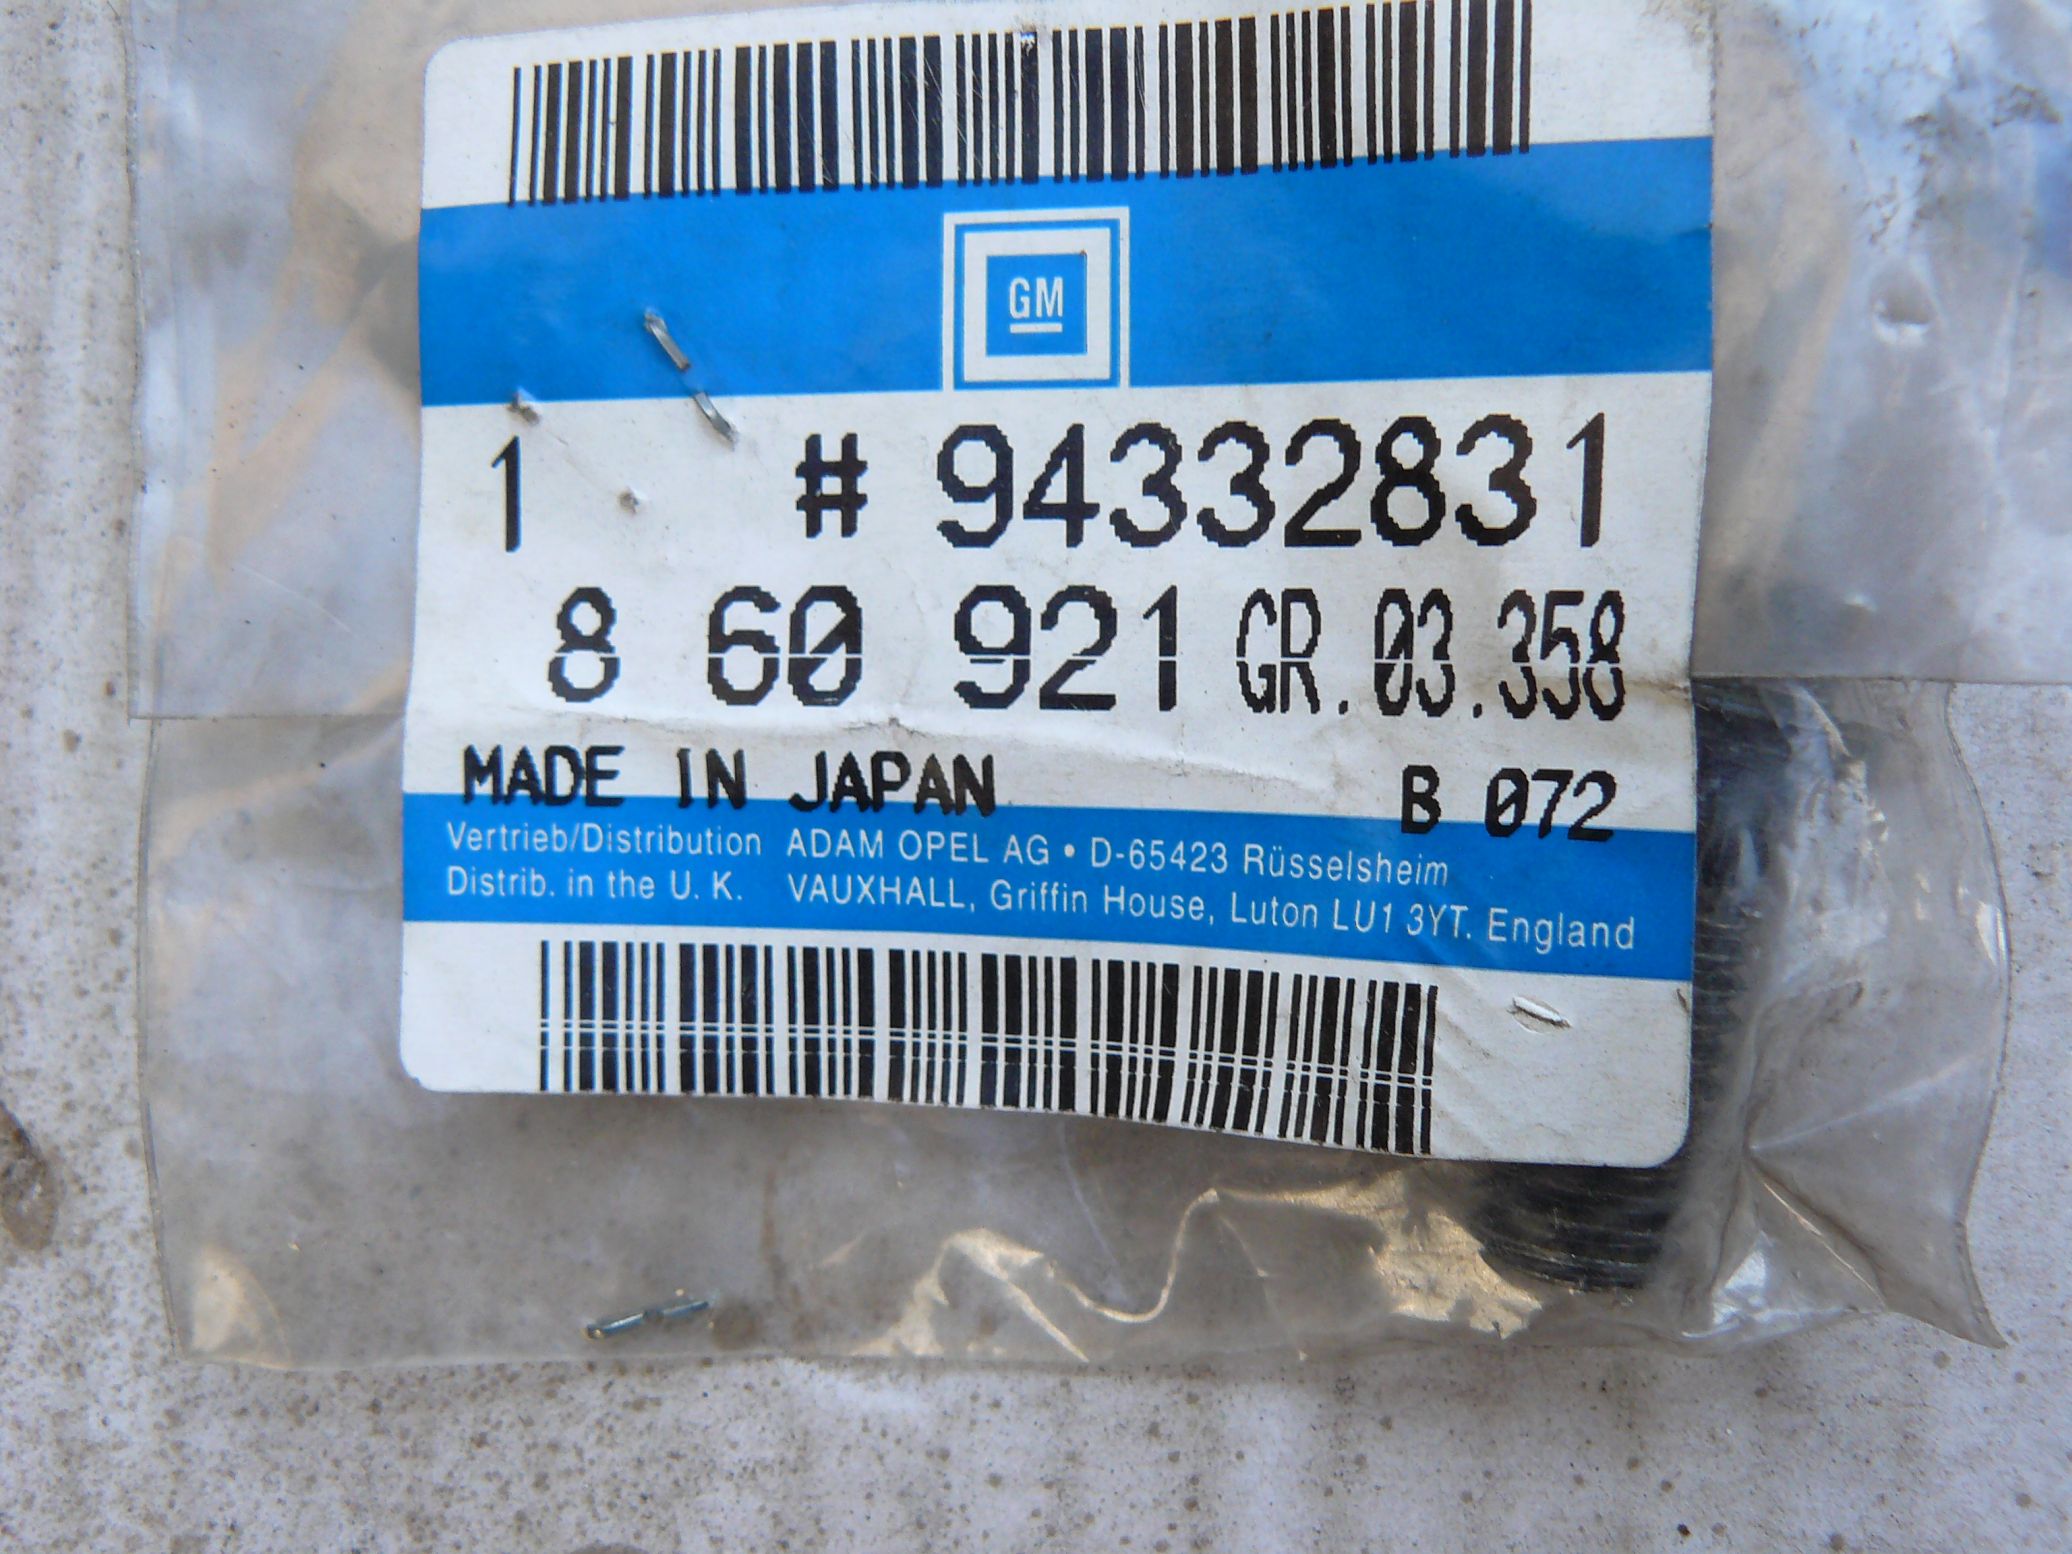 GM
1 # 94332831
8 60 921 GR. 03.358
MADE IN JAPAN B 072
Vertrieb/Distribution ADAM OPEL AG • D-65423 Rüsselsheim
Distrib. in the U. K. VAUXHALL, Griffin House, Luton LU1 3YT. England